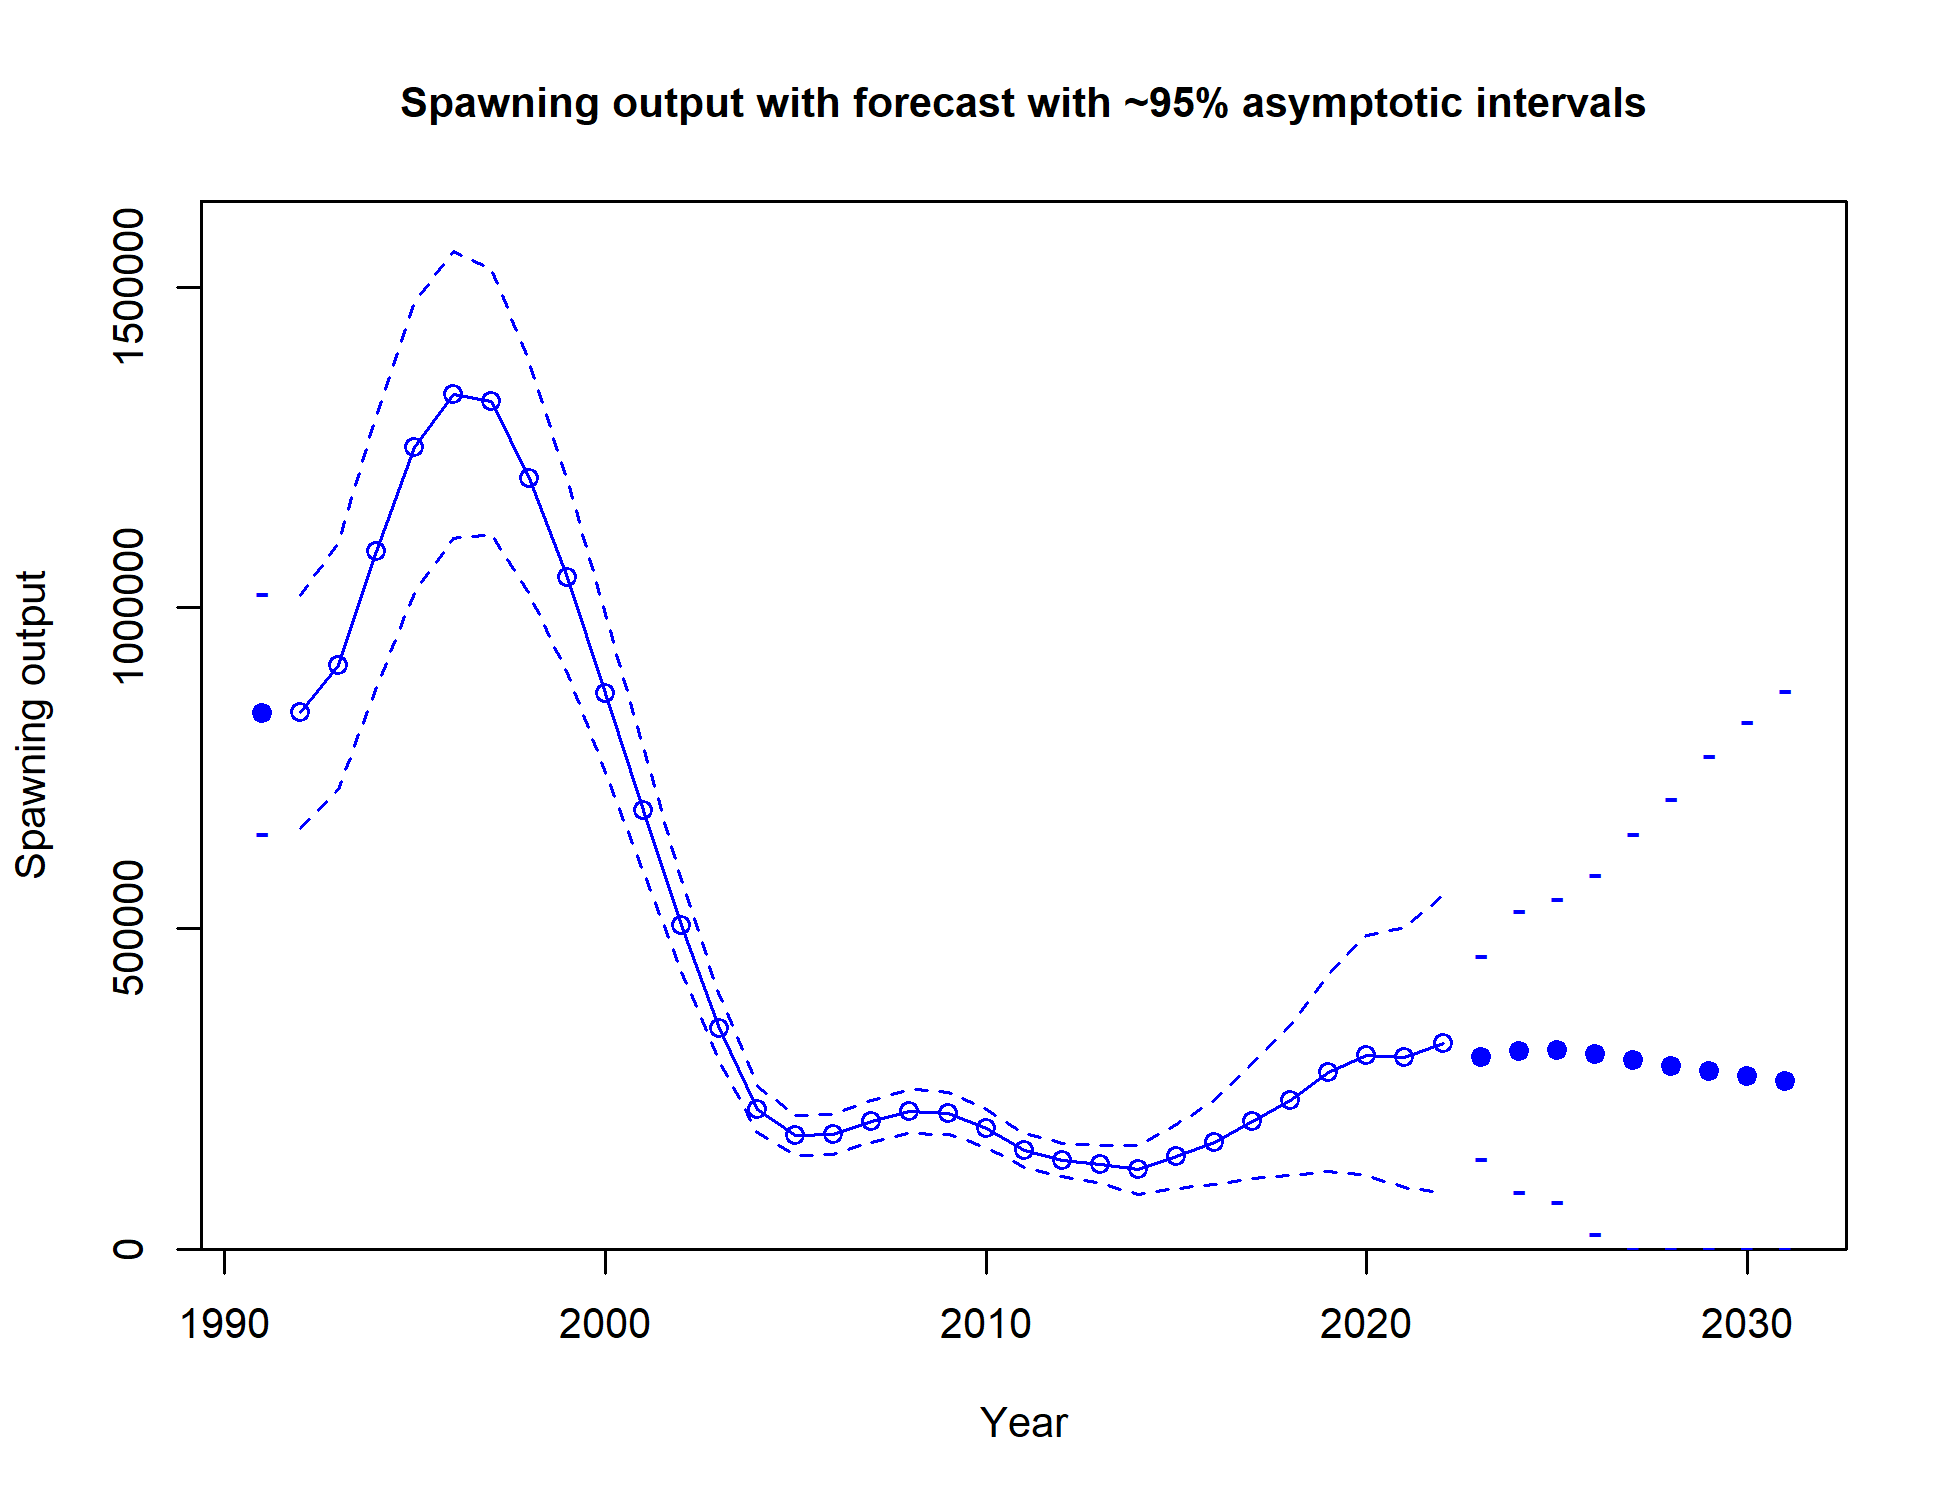 Spawning output with forecast with ~95% asymptotic intervals
Spawning output
1500000
1000000
500000
0
1990 2000 2010 2020 2030
Year